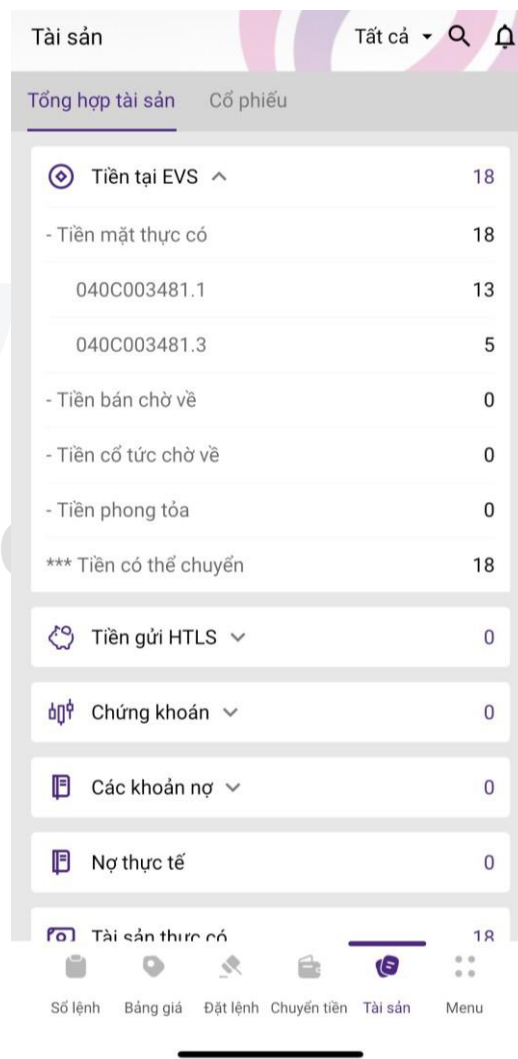 Tài sản Tất cả
Tổng hợp tài sản Cổ phiếu
Tiền tại EVS 18
- Tiền mặt thực có 18
040C003481.1 13
040C003481.3 5
- Tiền bán chờ về 0
- Tiền cổ tức chờ về 0
- Tiền phong tỏa 0
*** Tiền có thể chuyển 18
Tiền gửi HTLS 0
Chứng khoán 0
Các khoản nợ 0
Nợ thực tế 0
Tài sản thực có 18
Sổ lệnh Bảng giá Đặt lệnh Chuyển tiền Tài sản Menu